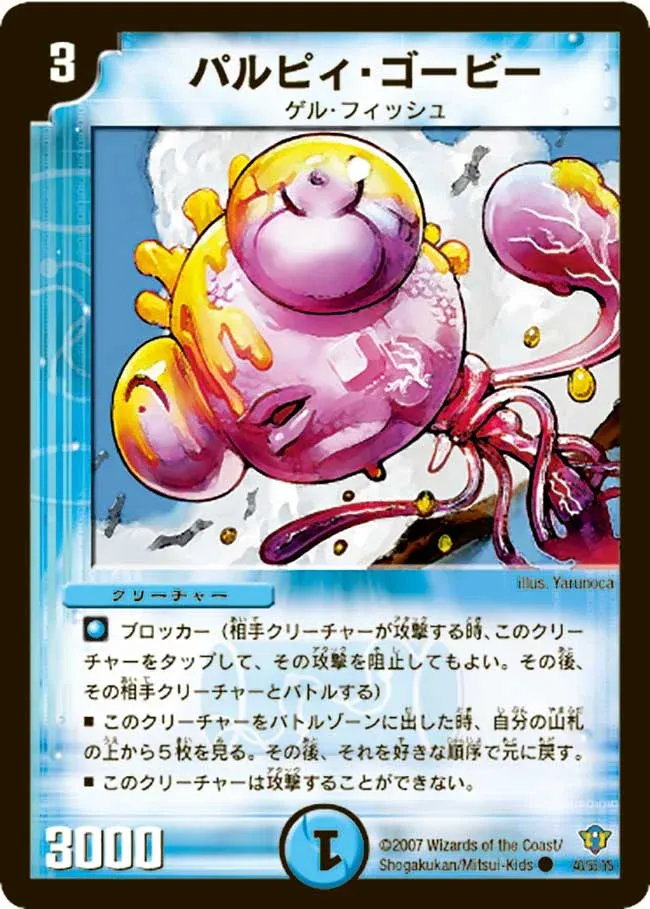 3
パルピィ・ゴービー
ゲル・フィッシュ
illus. Yarunoca
クリーチャー
ブロッカー（相手クリーチャーが攻撃する時、このクリー
チャーをタップして、その攻撃を阻止してもよい。その後、
その相手クリーチャーとバトルする）
■ このクリーチャーをバトルゾーンに出した時、自分の山札
の上から５枚を見る。その後、それを好きな順序で元に戻す。
■ このクリーチャーは攻撃することができない。
3000
1
©2007 Wizards of the Coast/
Shogakukan/Mitsui-Kids